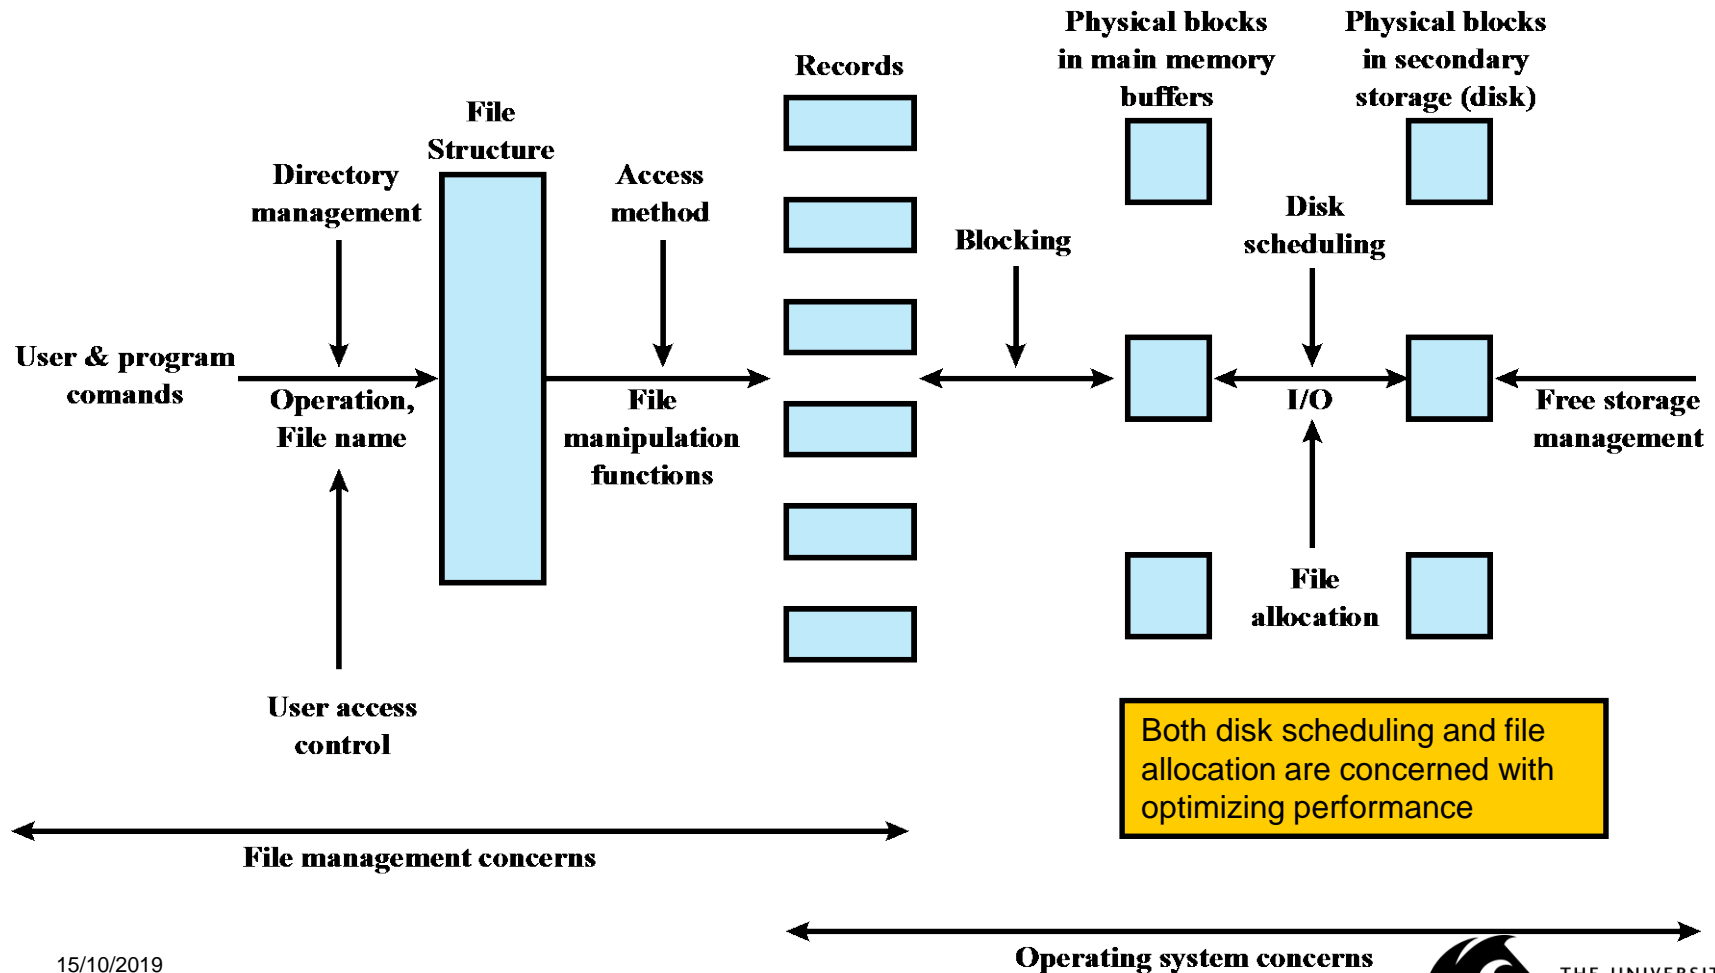 Physical blocks
in main memory
buffers
Physical blocks
in secondary
storage (disk)
Records
File
Structure
Directory
management
Access
method
Blocking
Disk
scheduling
User & program
comands
Operation,
File name
File
manipulation
functions
I/O
Free storage
management
File
allocation
User access
control
Both disk scheduling and file
allocation are concerned with
optimizing performance
File management concerns
Operating system concerns
15/10/2019
THE